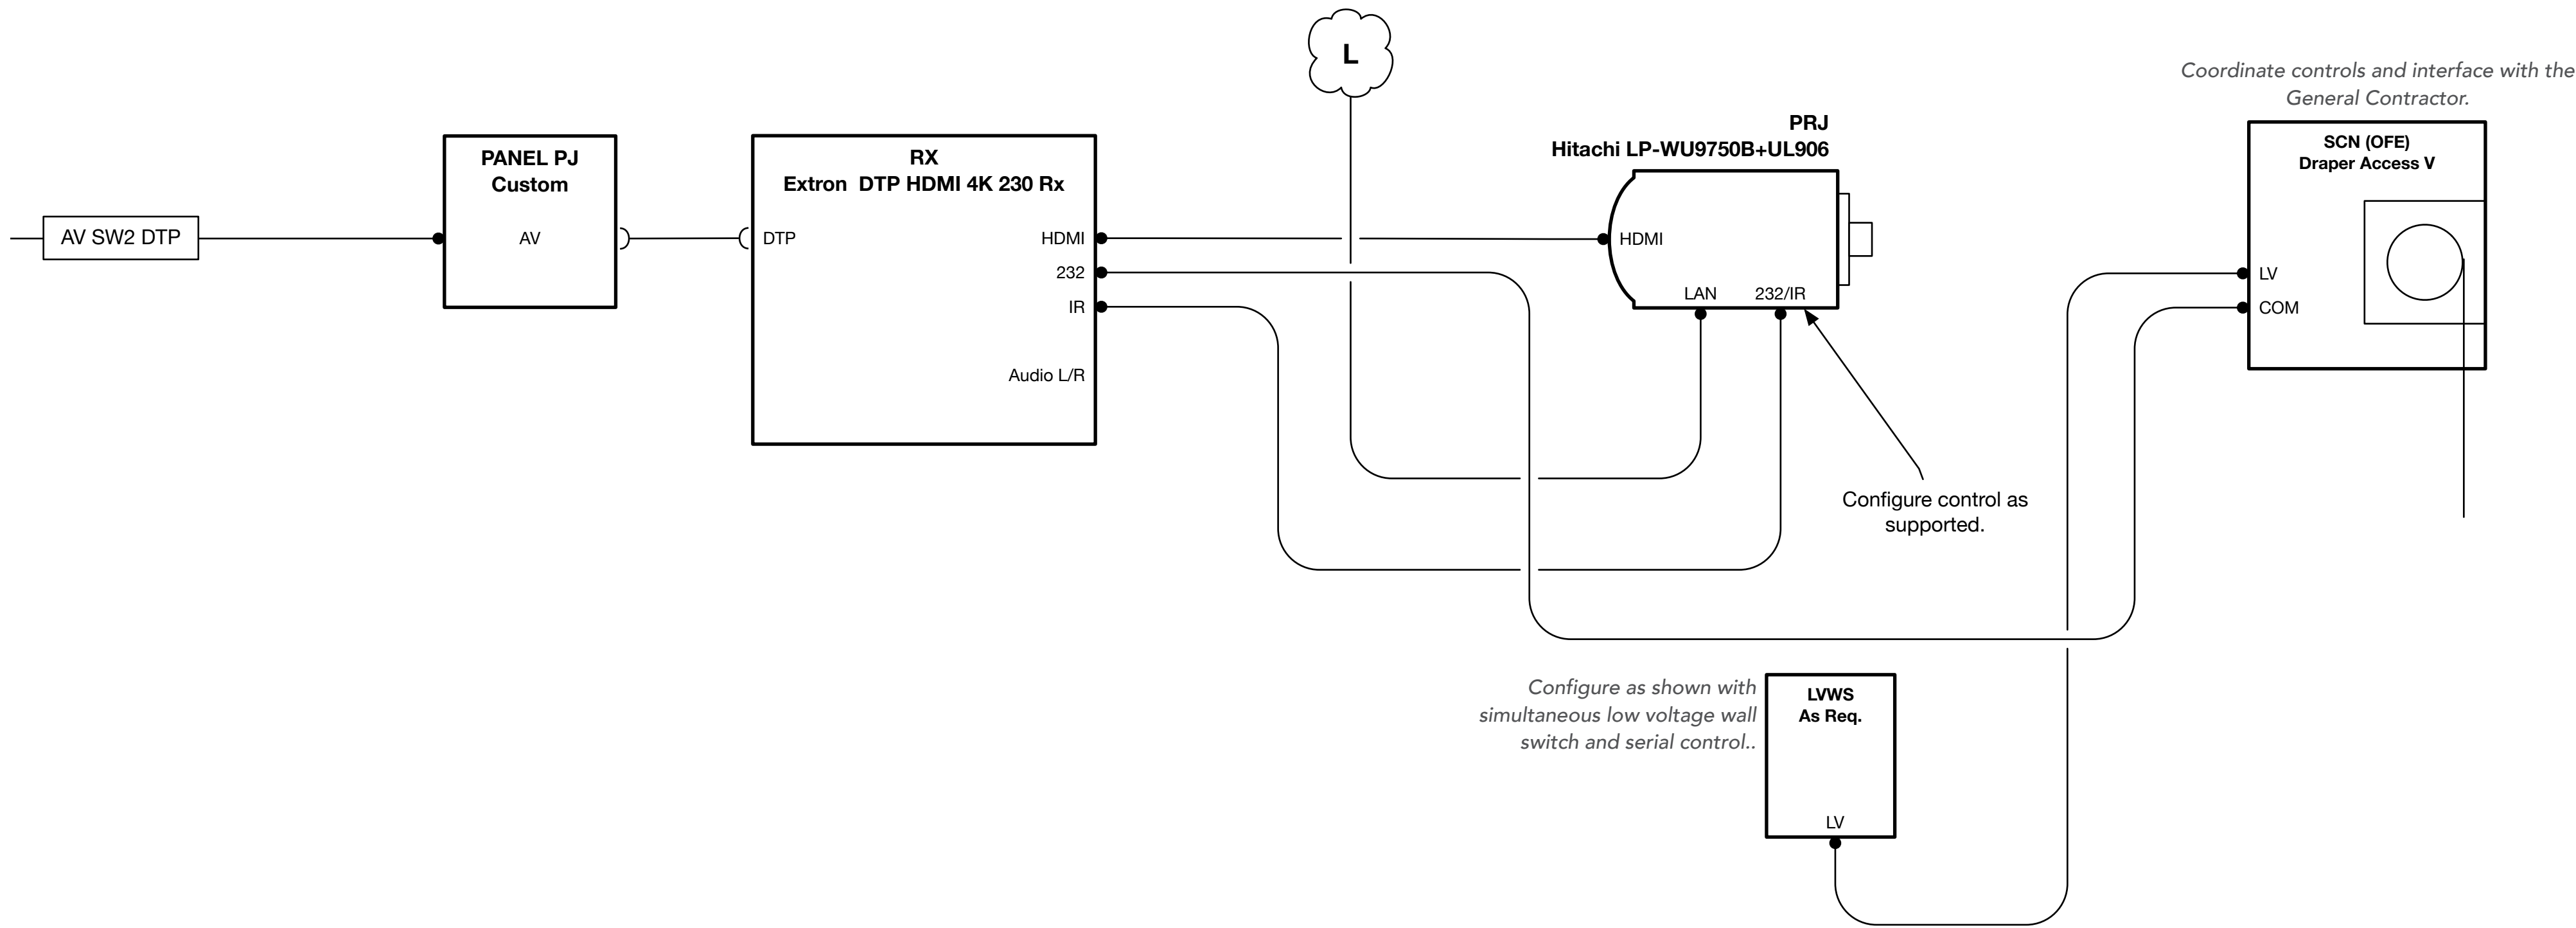 L
Coordinate controls and interface with the
General Contractor.
PRJ
Hitachi LP-WU9750B+UL906
SCN (OFE)
Draper Access V
PANEL PJ
Custom
RX
Extron  DTP HDMI 4K 230 Rx
AV SW2 DTP
AV
DTP
HDMI
HDMI
232
LV
IR
LAN
232/IR
COM
Audio L/R
Configure control as
supported.
Configure as shown with
simultaneous low voltage wall
switch and serial control..
LVWS
As Req.
LV